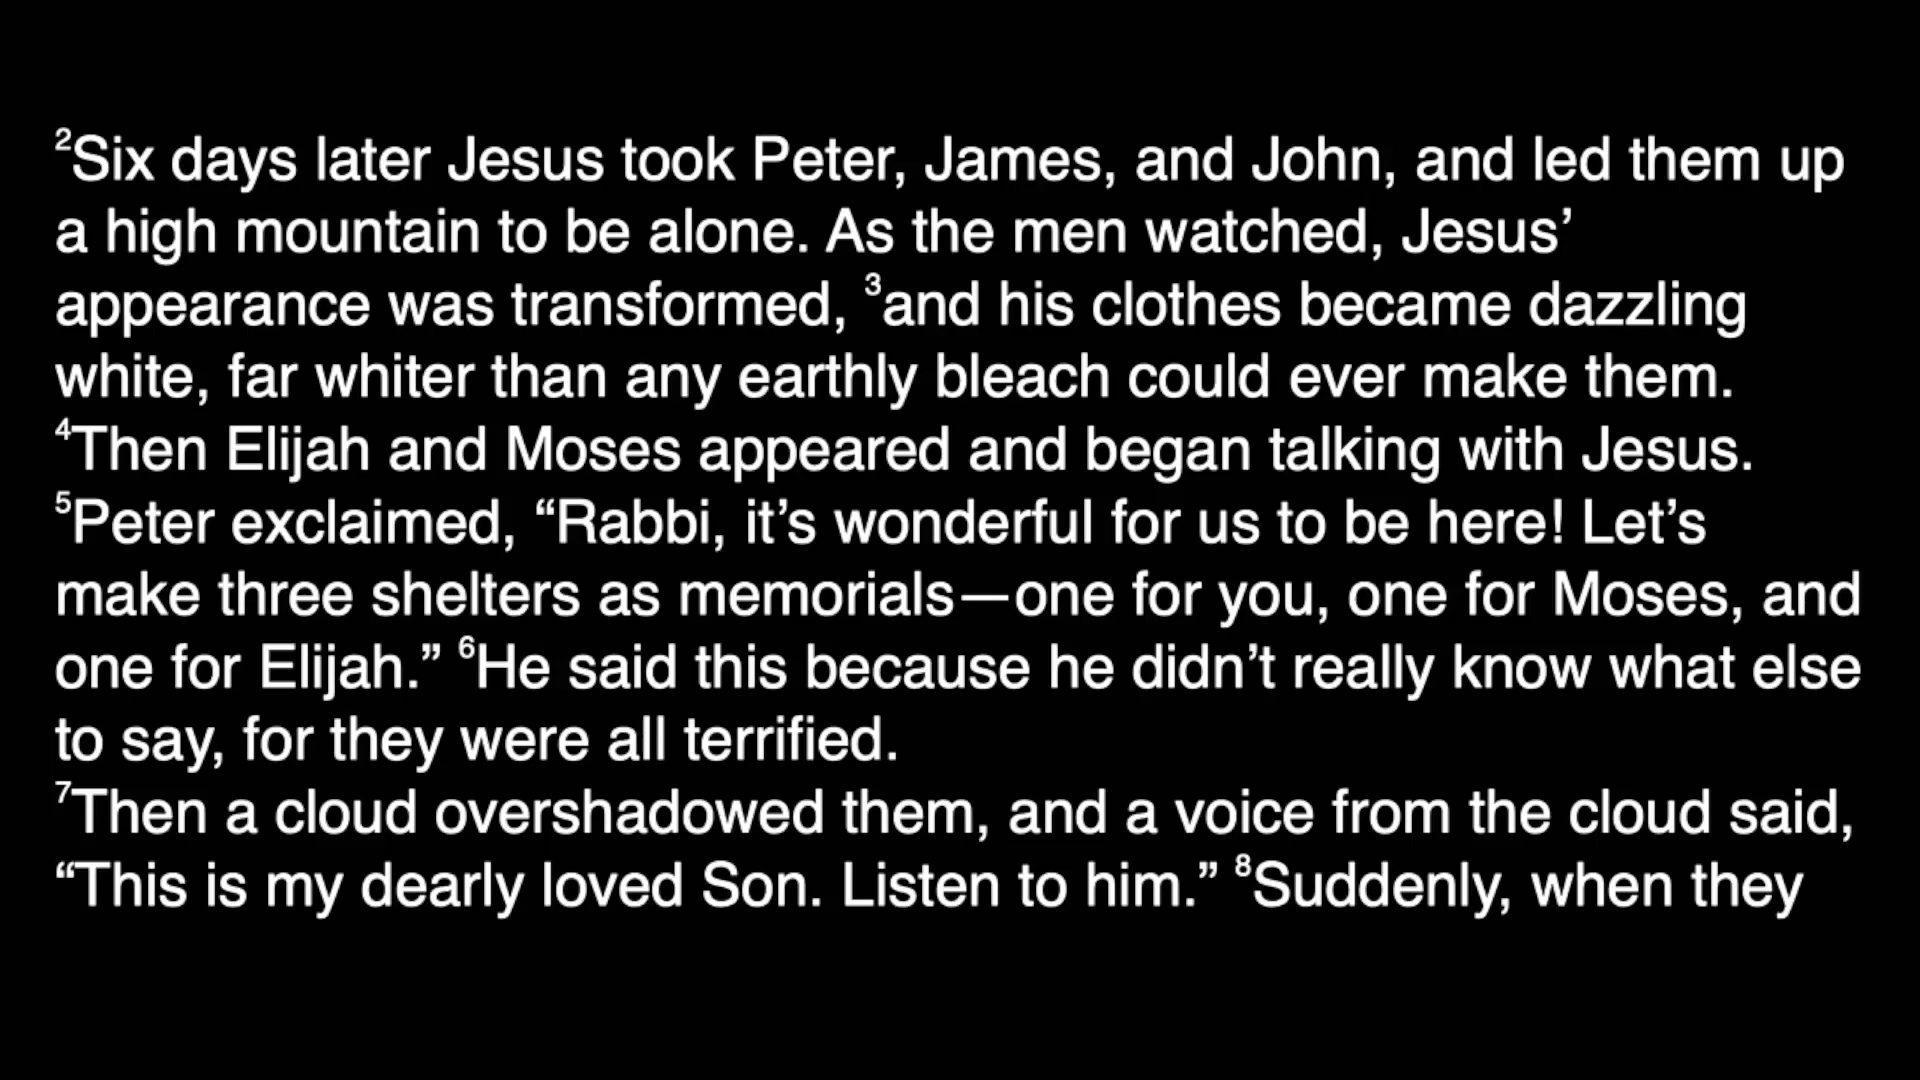 ²Six days later Jesus took Peter, James, and John, and led them up
a high mountain to be alone. As the men watched, Jesus’
appearance was transformed, ³and his clothes became dazzling
white, far whiter than any earthly bleach could ever make them.
⁴Then Elijah and Moses appeared and began talking with Jesus.
⁵Peter exclaimed, “Rabbi, it’s wonderful for us to be here! Let’s
make three shelters as memorials—one for you, one for Moses, and
one for Elijah.” ⁶He said this because he didn’t really know what else
to say, for they were all terrified.
⁷Then a cloud overshadowed them, and a voice from the cloud said,
“This is my dearly loved Son. Listen to him.” ⁸Suddenly, when they